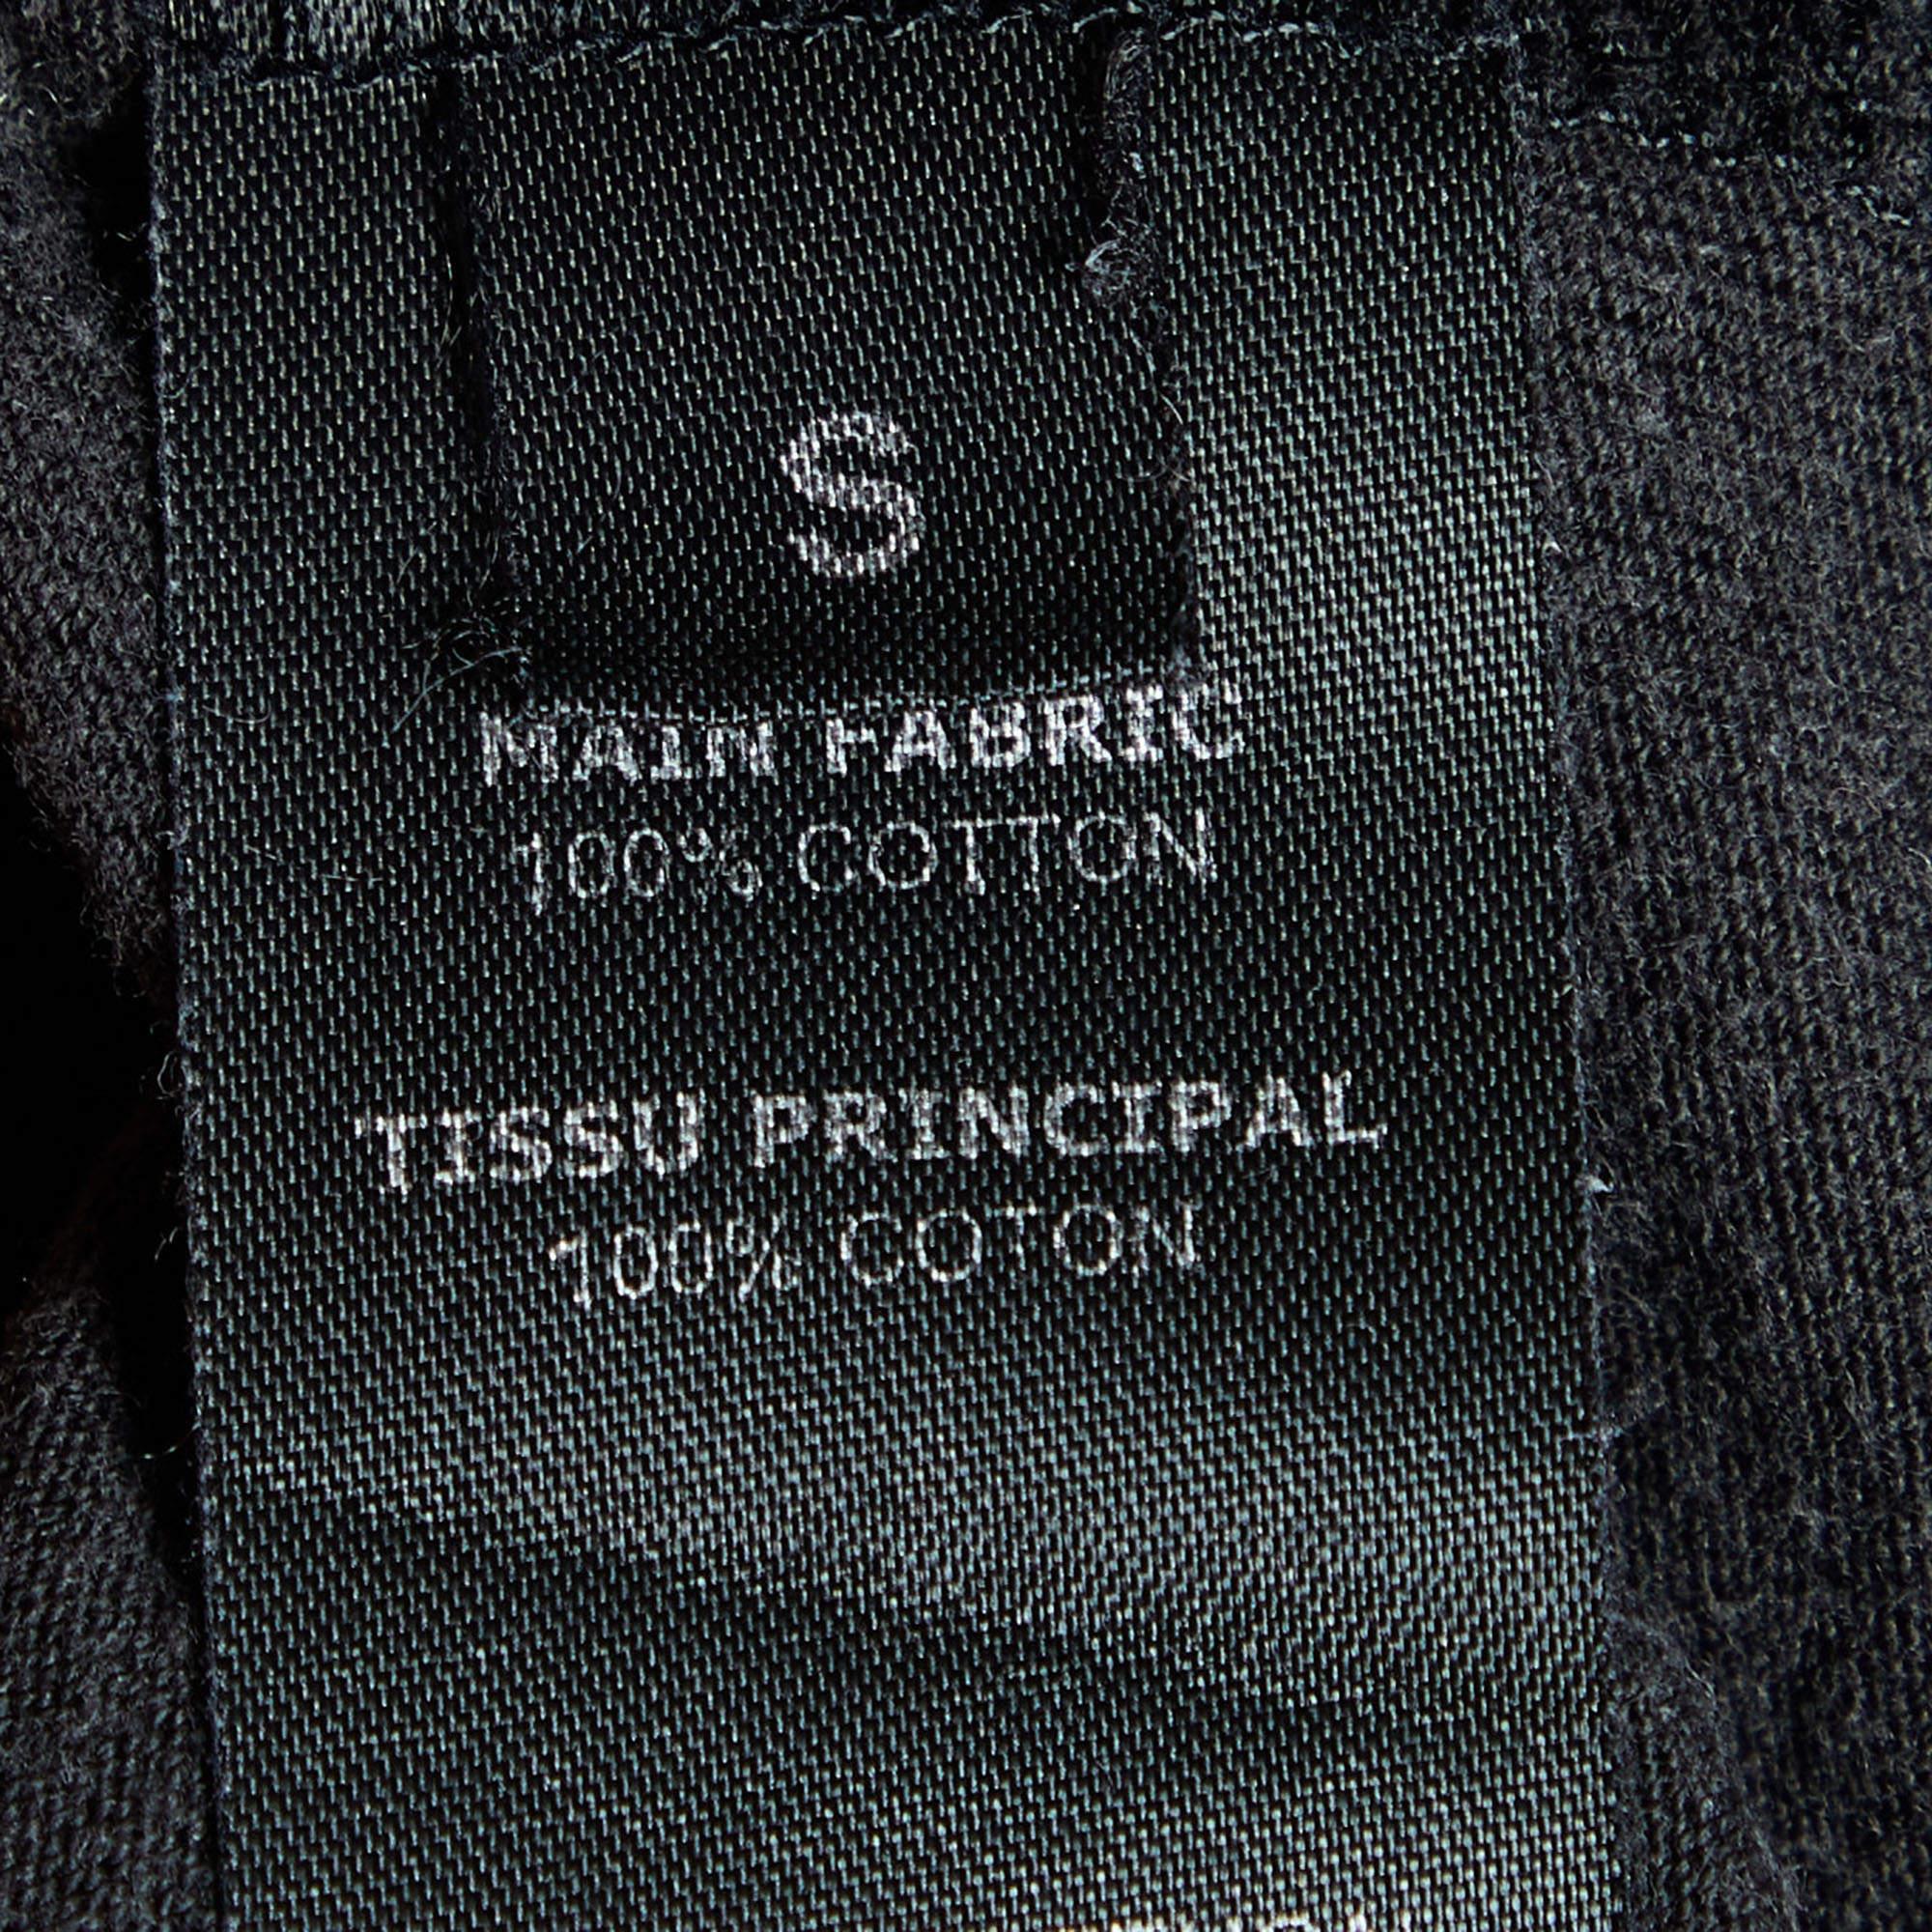 S
MAIN FABRIC
100% COTTON
TISSU PRINCIPAL
100% COTON